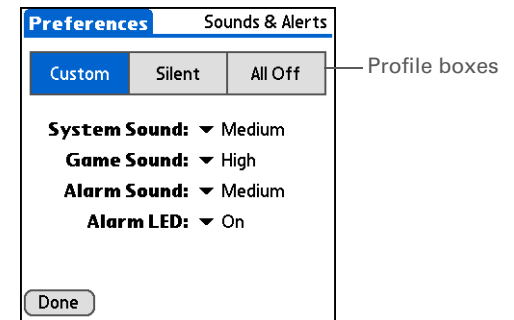 Preferences Sounds & Alerts
Custom Silent All Off Profile boxes
System Sound: Medium
Game Sound: High
Alarm Sound: Medium
Alarm LED: On
Done